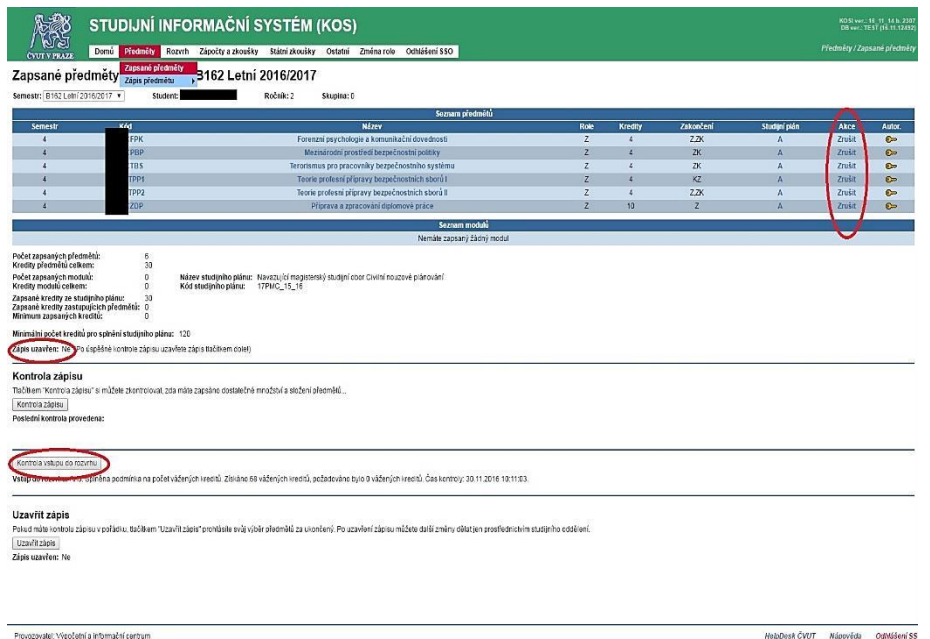 STUDIJNÍ INFORMAČNÍ SYSTÉM (KOS)
ČVUT V PRAZE
Domů Předměty Rozvrh Zápočty a zkoušky Státní zkoušky Ostatní Změna role Odhlášení SSO
Předměty / Zapsané předměty
Zapsané předměty
Zápis předmětu
Zapsané předměty B162 Letní 2016/2017
Semestr: B162 Letní 2016/2017 Student: Ročník: 2 Skupina: 0
Seznam předmětů
Semestr Kód Název Role Kredity Zakončení Studijní plán Akce Autor.
4 FPK Forenzní psychologie a komunikační dovednosti Z 4 Z,ZK A Zrušit
4 PBP Mezinárodní prostředí bezpečnostní politiky Z 4 ZK A Zrušit
4 TBS Terorismus pro pracovníky bezpečnostního systému Z 4 ZK A Zrušit
4 TPP1 Teorie profesní přípravy bezpečnostních sborů I Z 4 KZ A Zrušit
4 TPP2 Teorie profesní přípravy bezpečnostních sborů II Z 4 Z,ZK A Zrušit
4 ZDP Příprava a zpracování diplomové práce Z 10 Z A Zrušit
Seznam modulů
Nemáte zapsaný žádný modul
Počet zapsaných předmětů: 6
Kredity předmětů celkem: 30
Počet zapsaných modulů: 0 Název studijního plánu: Navazující magisterský studijní obor Civilní nouzové plánování
Kredity modulů celkem: 0 Kód studijního plánu: 17PMC_15_16
Zapsané kredity ze studijního plánu: 30
Zapsané kredity zastupujících předmětů: 0
Minimum zapsaných kreditů: 0
Minimální počet kreditů pro splnění studijního plánu: 120
Zápis uzavřen: Ne Po úspěšné kontrole zápisu uzavřete zápis tlačítkem dole!)
Kontrola zápisu
Tlačítkem "Kontrola zápisu" si můžete zkontrolovat, zda máte zapsáno dostatečné množství a složení předmětů...
Kontrola zápisu
Poslední kontrola provedena:
Kontrola vstupu do rozvrhu
Vstup do splněna podmínka na počet vážených kreditů. Získáno 68 vážených kreditů, požadováno bylo 0 vážených kreditů. Čas kontroly: 30.11.2016 10:11:03.
Uzavřít zápis
Pokud máte kontrolu zápisu v pořádku, tlačítkem "Uzavřít zápis" prohlásíte svůj výběr předmětů za ukončený. Po uzavření zápisu můžete další změny dělat jen prostřednictvím studijního oddělení.
Uzavřít zápis
Zápis uzavřen: Ne
Provozovatel: Výpočetní a informační centrum
HelpDesk ČVUT Nápověda Odhlášení SS